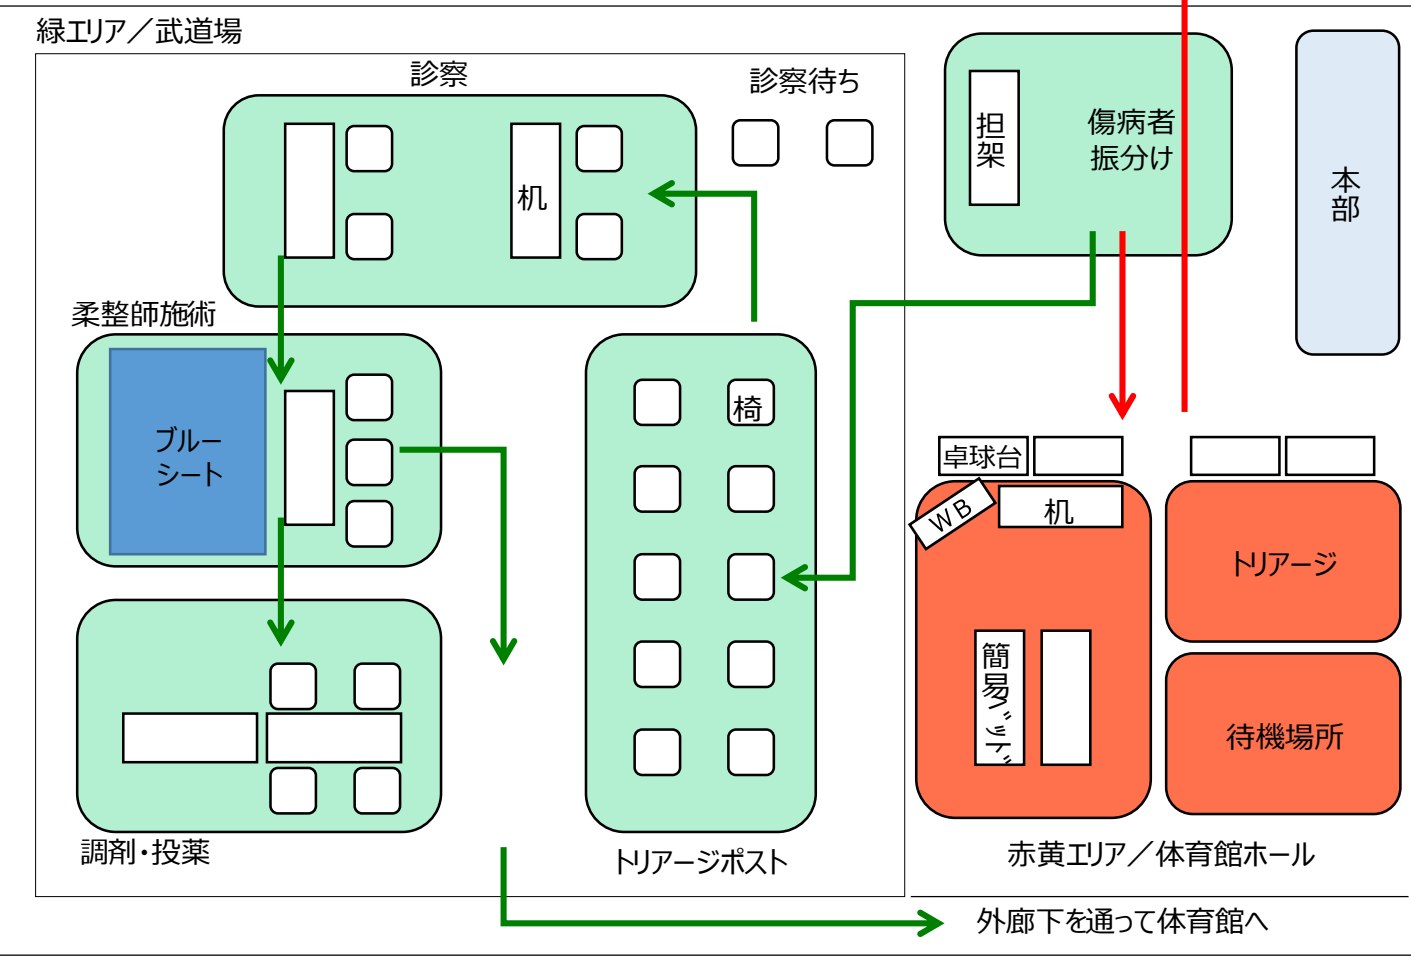 緑エリア／武道場
診察
診察待ち
机
担架
傷病者
振分け
本部
柔整師施術
ブルー
シート
椅
卓球台
WB
机
トリアージ
簡易ベッド
待機場所
調剤・投薬
トリアージポスト
赤黄エリア／体育館ホール
外廊下を通って体育館へ